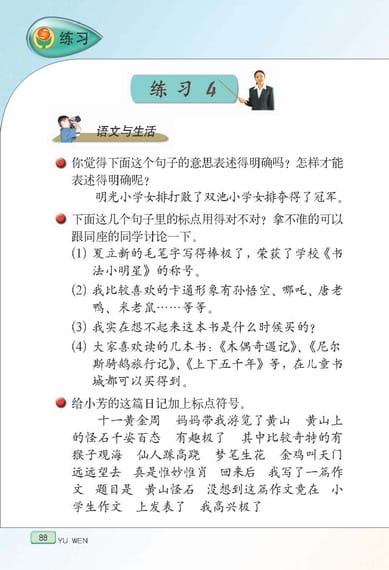 练习
练习 4
语文与生活
你觉得下面这个句子的意思表述得明确吗？怎样才能
表述得明确呢？
明光小学女排打败了双池小学女排夺得了冠军。
下面这几个句子里的标点用得对不对？拿不准的可以
跟同座的同学讨论一下。
(1) 夏立新的毛笔字写得棒极了，荣获了学校《书
法小明星》的称号。
(2) 我比较喜欢的卡通形象有孙悟空、哪吒、唐老
鸭、米老鼠……等等。
(3) 我实在想不起来这本书是什么时候买的？
(4) 大家喜欢读的几本书：《木偶奇遇记》、《尼尔
斯骑鹅旅行记》、《上下五千年》等，在儿童书
城都可以买得到。
给小芳的这篇日记加上标点符号。
十一黄金周 妈妈带我游览了黄山 黄山上
的怪石千姿百态 有趣极了 其中比较奇特的有
猴子观海 仙人踩高跷 梦笔生花 金鸡叫天门
远远望去 真是惟妙惟肖 回来后 我写了一篇作
文 题目是 黄山怪石 没想到这篇作文竟在 小
学生作文 上发表了 我高兴极了
88 YU WEN